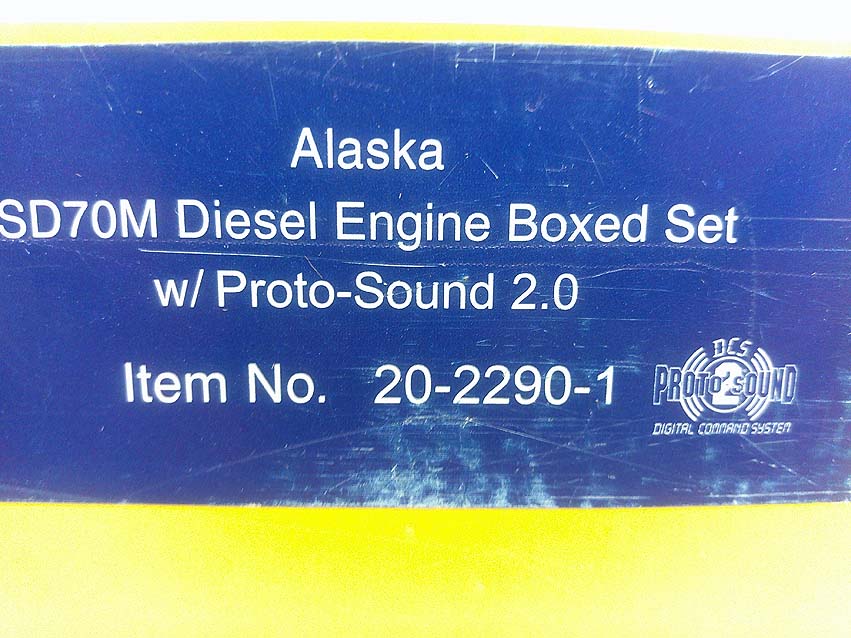 Alaska
SD70M Diesel Engine Boxed Set
w/ Proto-Sound 2.0
Item No. 20-2290-1
DCS
PROTO SOUND
2
DIGITAL COMMAND SYSTEM